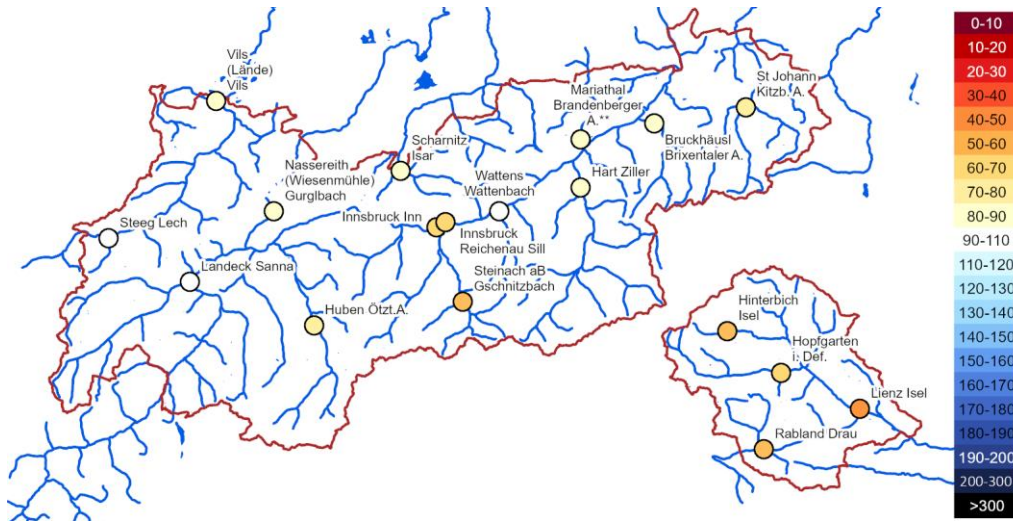 Vils
(Lände)
Vils
St Johann
Kitzb. A.
Mariathal
Brandenberger
A.**
Bruckhäusl
Brixentaler A.
Scharnitz
Isar
Nassereith
(Wiesenmühle)
Gurglbach
Wattens
Wattenbach
Hart Ziller
Steeg Lech
Innsbruck Inn
Innsbruck
Reichenau Sill
Landeck Sanna
Steinach aB
Gschnitzbach
Huben Ötzt.A.
Hinterbich
Isel
Hopfgarten
i. Def.
Lienz Isel
Rabland Drau
0-10
10-20
20-30
30-40
40-50
50-60
60-70
70-80
80-90
90-110
110-120
120-130
130-140
140-150
150-160
160-170
170-180
180-190
190-200
200-300
>300